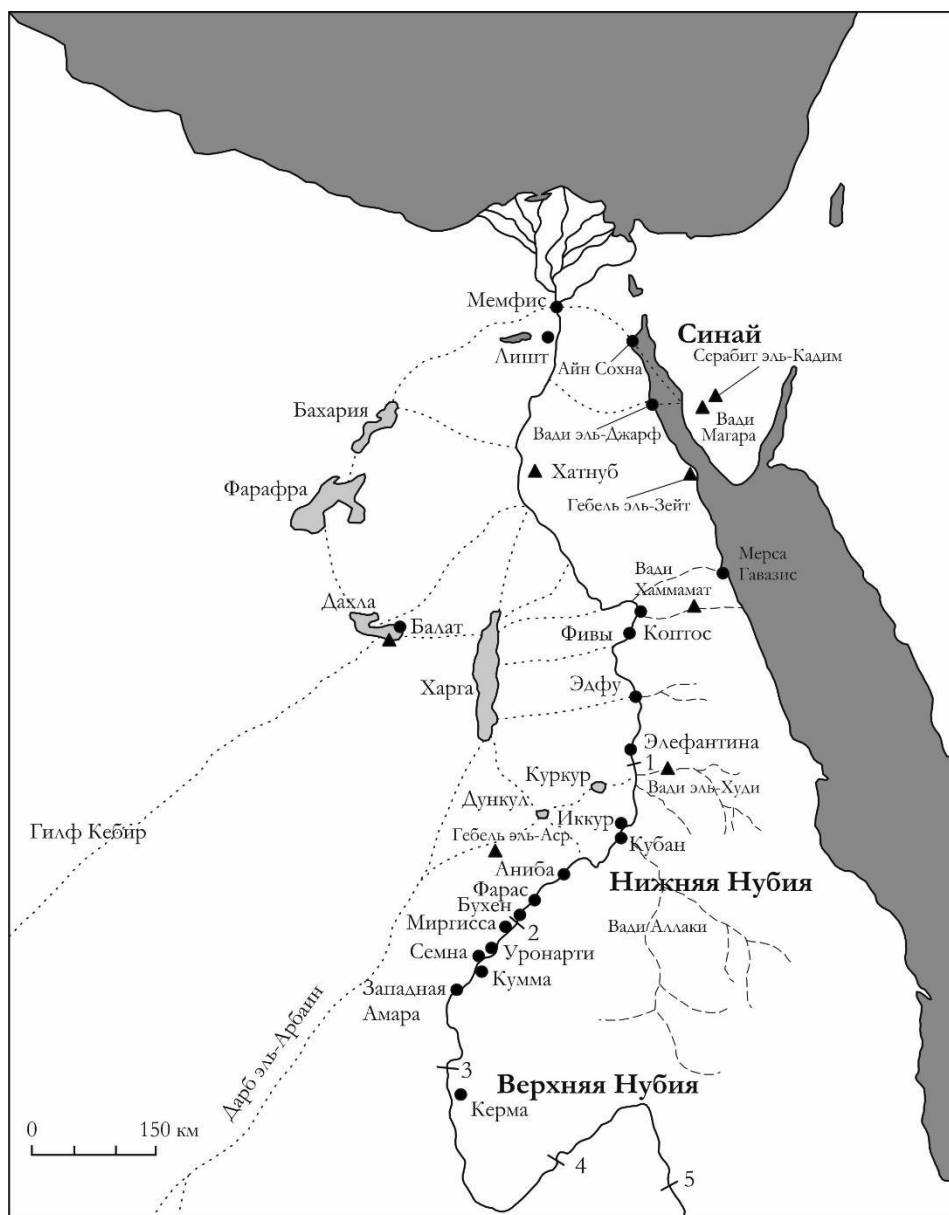 Мемфис
Лишт
Синай
Серабит эль-Кадим
Айн Сохна
Бахария
Вади эль-Джарф
Вади
Магара
Фарафра
Хатнуб
Гебель эль-Зейт
Мерса
Гавазис
Вади
Хаммамат
Дахла
Балат
Фивы
Коптос
Харга
Эдфу
Элефантина
1
Куркур
Вади эль-Худи
Дункул
Иккур
Гилф Кебир
Гебель эль-Аср
Кубан
Аниба
Нижняя Нубия
Фарас
Бухен
Миргисса
2
Вади Аллаки
Семна
Уронарти
Кумма
Западная
Амара
Дарб эль-Арбаин
3
Верхняя Нубия
Керма
0 150 км
4
5